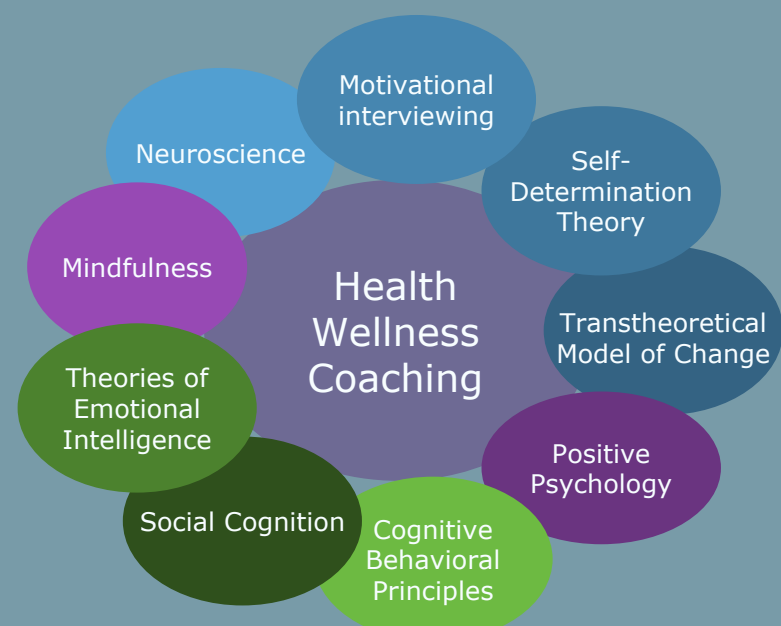 Motivational
interviewing
Neuroscience
Self-
Determination
Theory
Mindfulness
Health
Wellness
Coaching
Transtheoretical
Model of Change
Theories of
Emotional
Intelligence
Positive
Psychology
Social Cognition
Cognitive
Behavioral
Principles